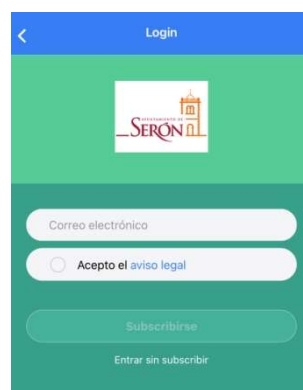 Login
AYUNTAMIENTO DE
SERÓN
Correo electrónico
Acepto el aviso legal
Subscribirse
Entrar sin subscribir